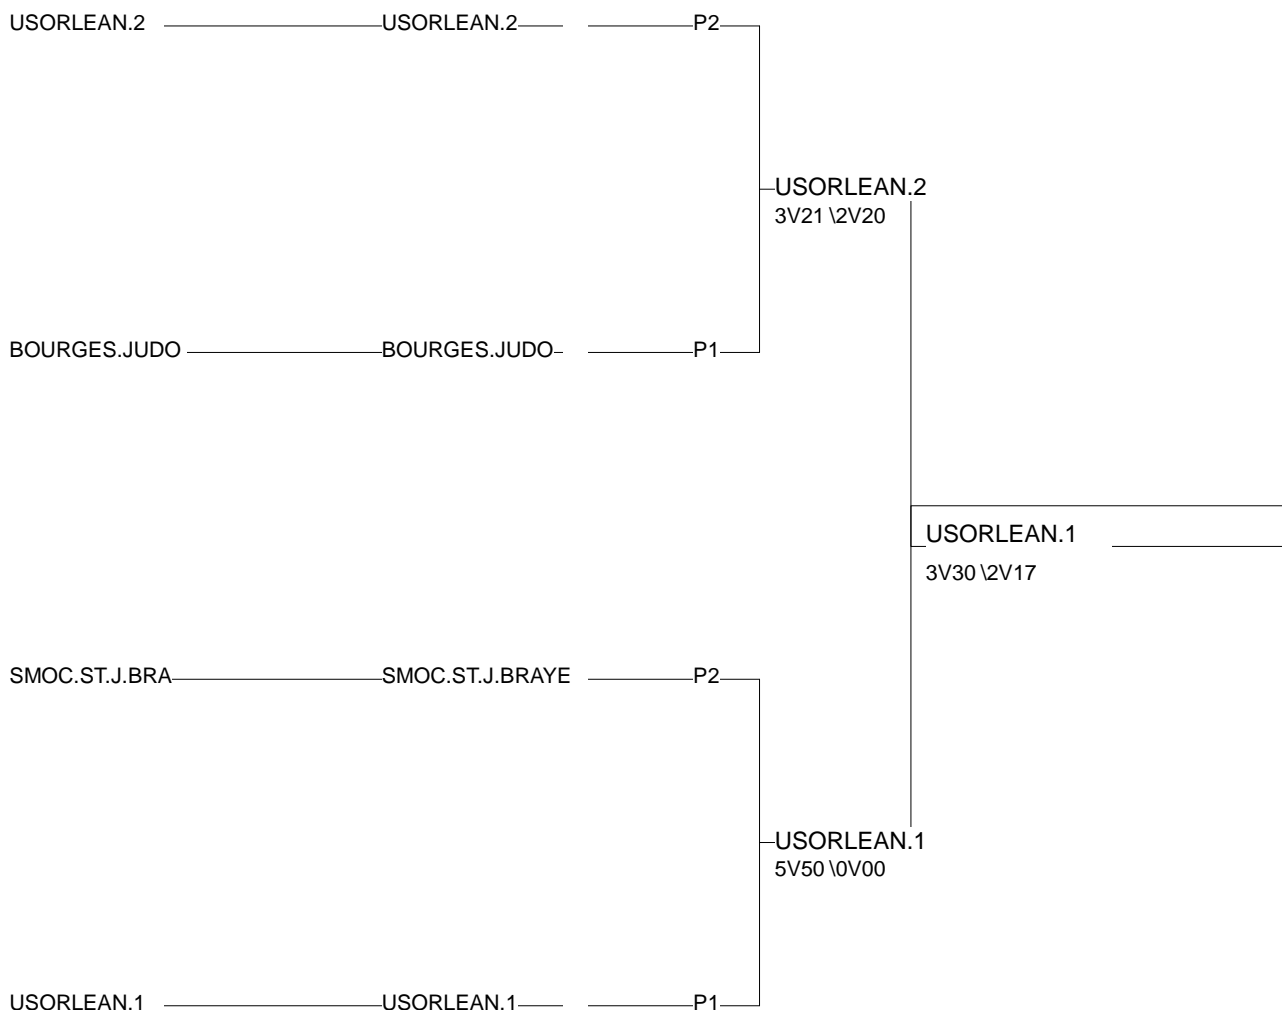 USORLEAN.2 USORLEAN.2 P2
USORLEAN.2
3V21 \2V20
BOURGES.JUDO BOURGES.JUDO P1
USORLEAN.1
3V30 \2V17
SMOC.ST.J.BRA SMOC.ST.J.BRAYE P2
USORLEAN.1
5V50 \0V00
USORLEAN.1 USORLEAN.1 P1